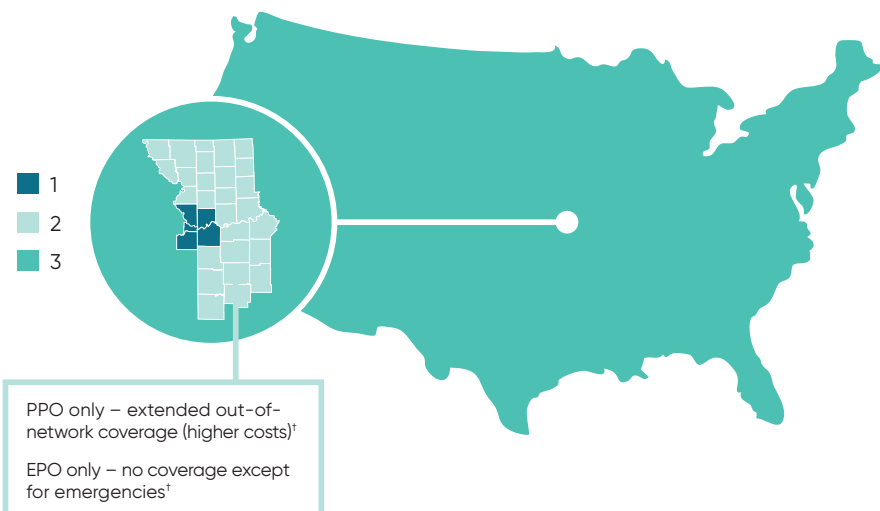 1
2
3
PPO only – extended out-of-
network coverage (higher costs)†
EPO only – no coverage except
for emergencies†